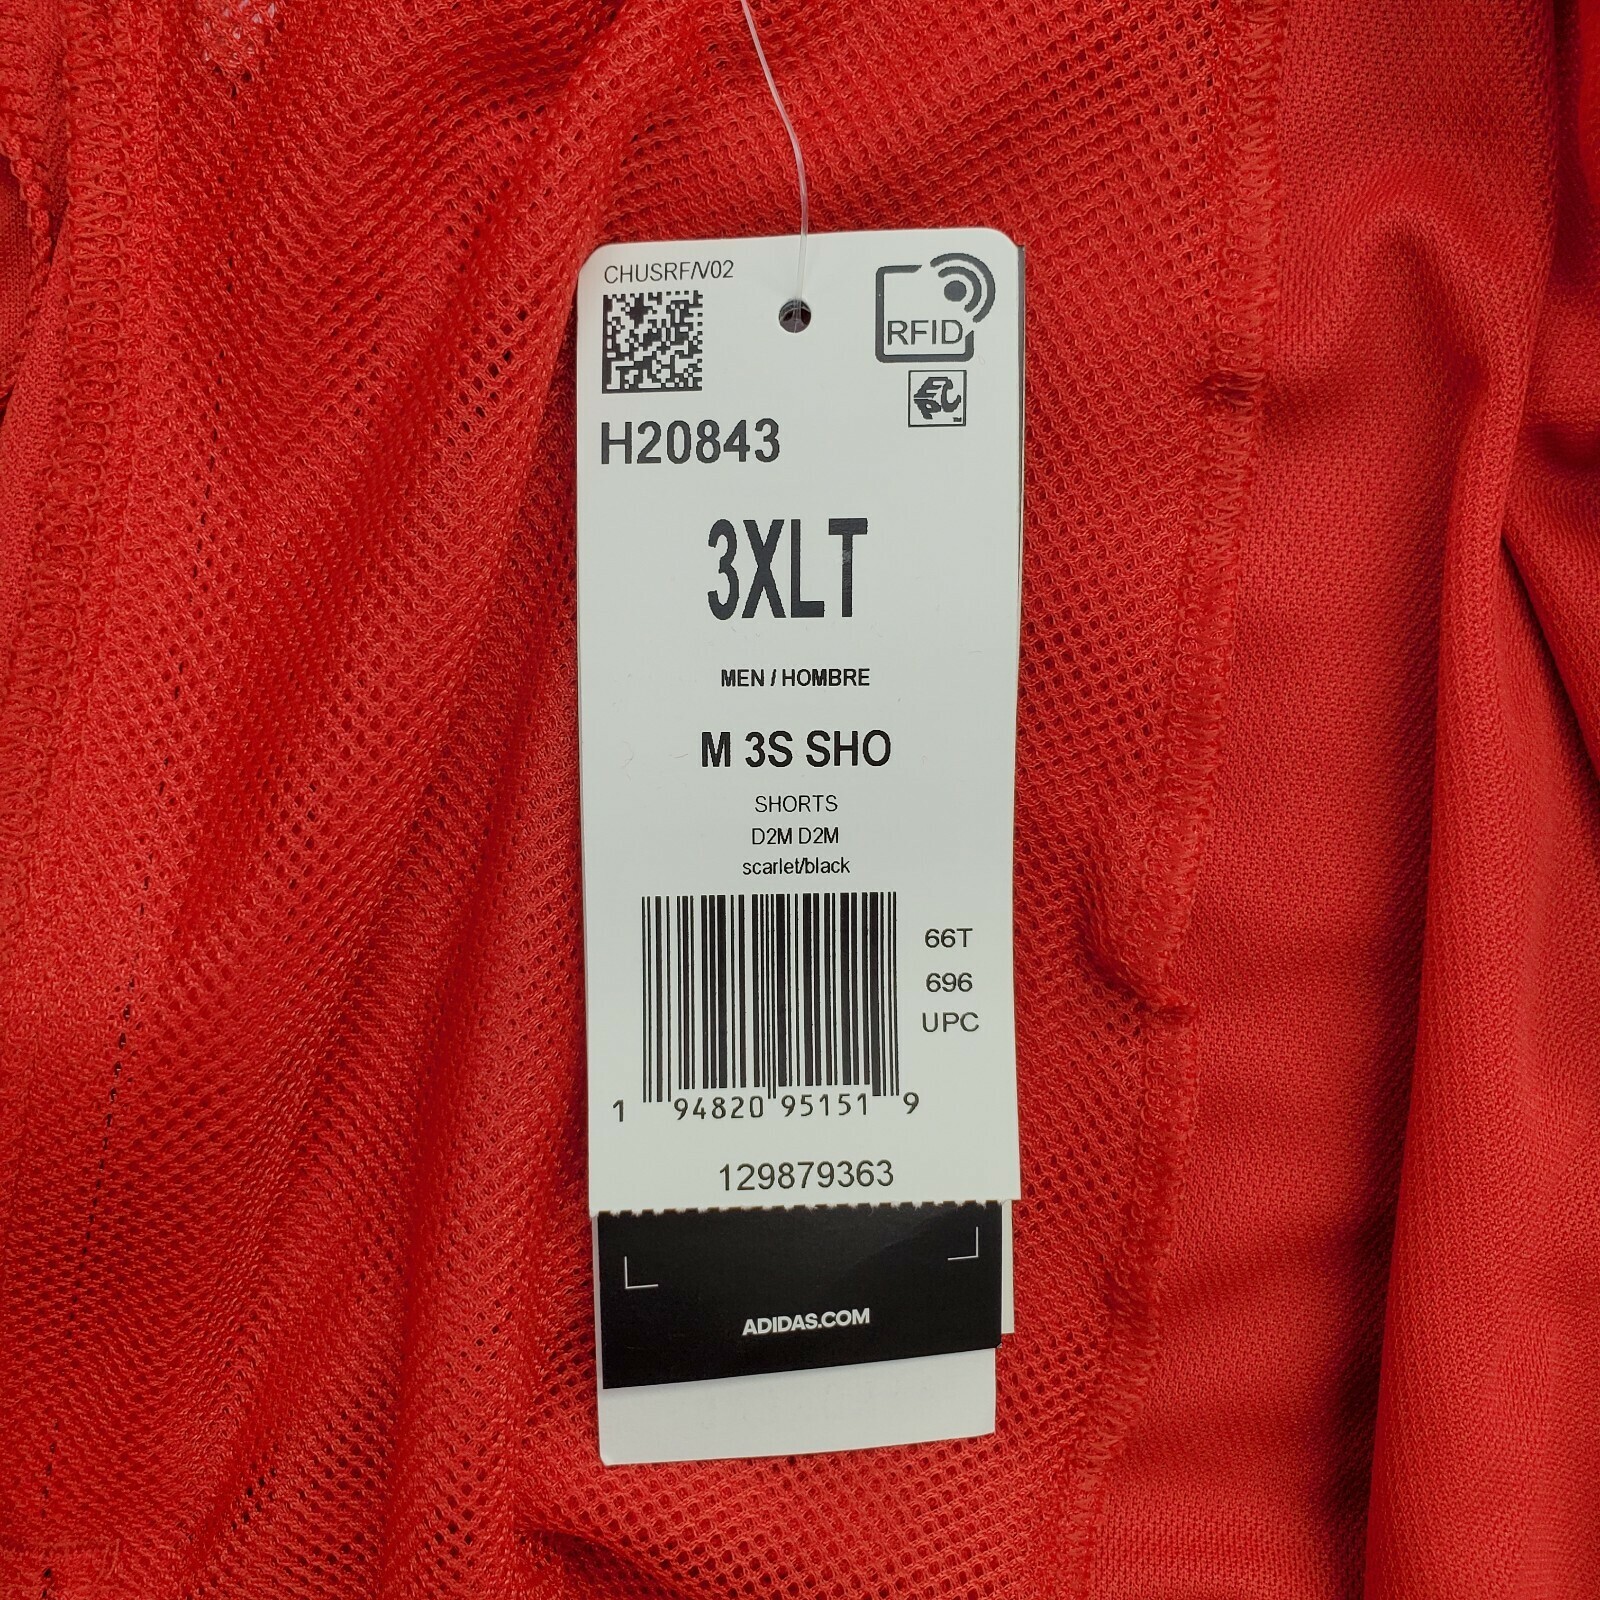 CHUSRF/V02
RFID
EPC
H20843
3XLT
MEN / HOMBRE
M 3S SHO
SHORTS
D2M D2M
scarlet/black
66T
696
UPC
1 94820 95151 9
129879363
ADIDAS.COM